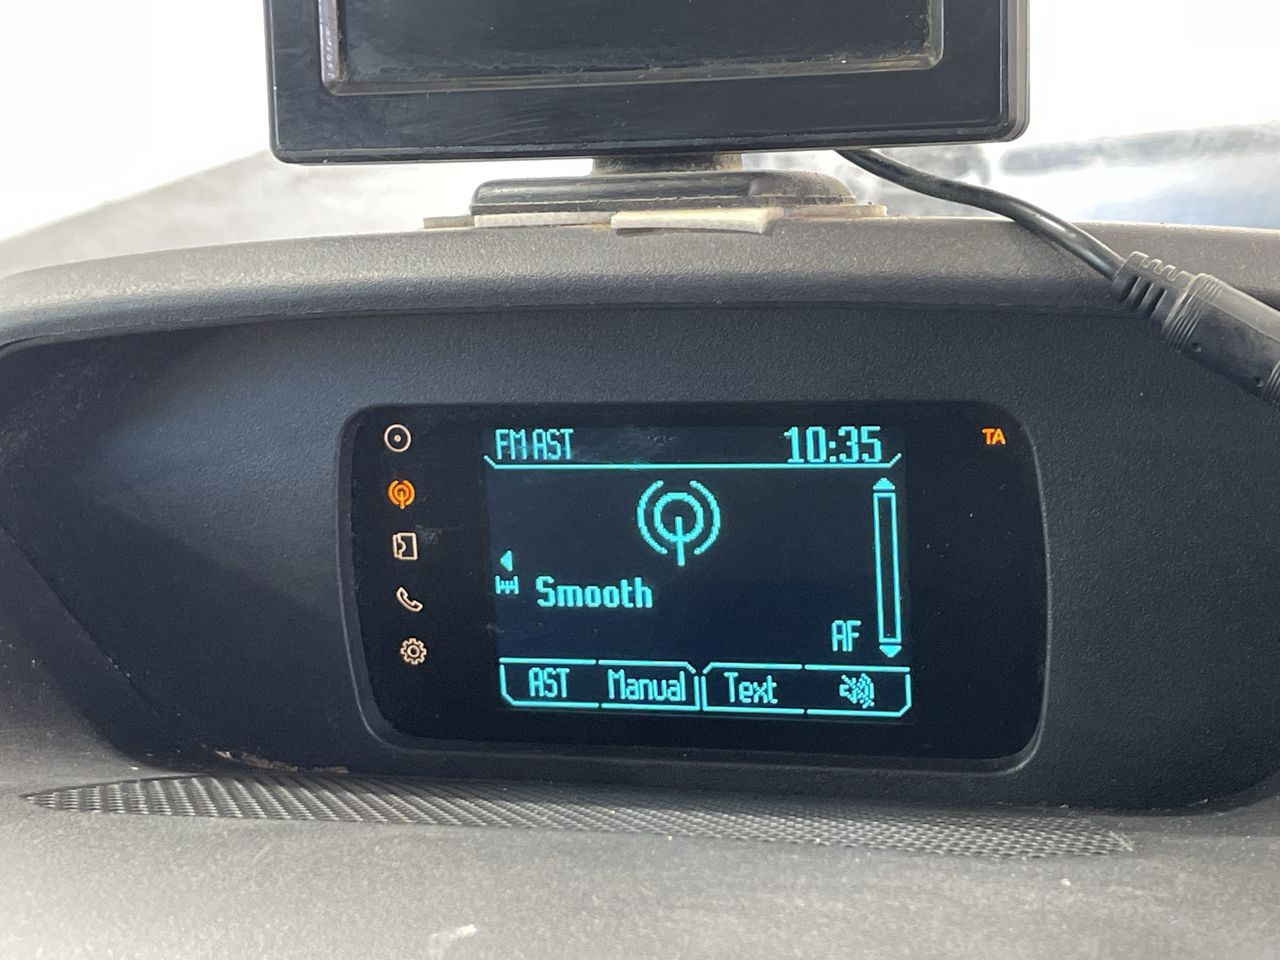 FM AST 10:35 TA
Smooth
AF
AST Manual Text